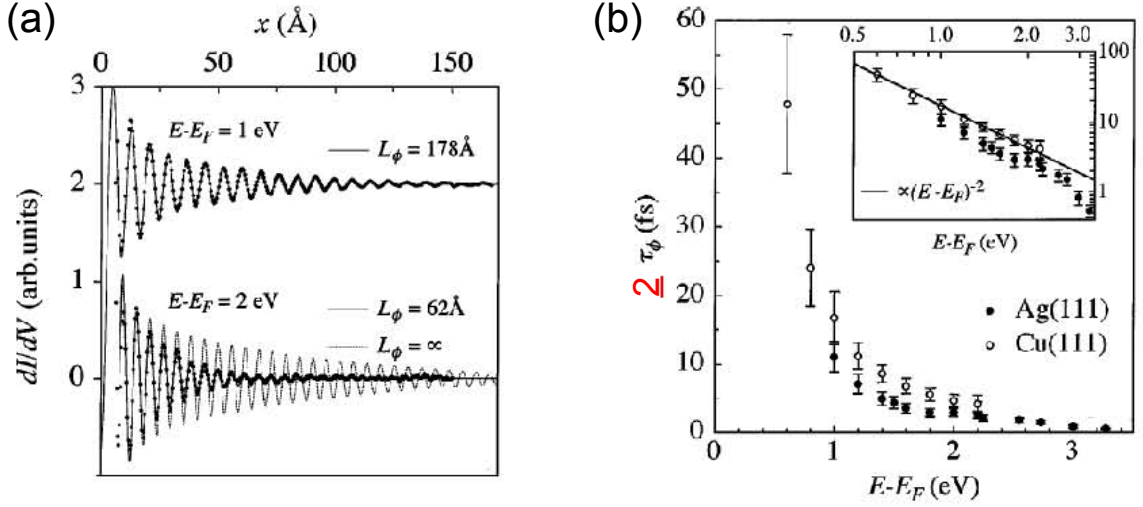 (a)
x (Å)
0 50 100 150
3
2
1
0
dI/dV (arb.units)
E-E_F = 1 eV
L_ϕ = 178Å
E-E_F = 2 eV
L_ϕ = 62Å
L_ϕ = ∞
(b)
60
50
40
30
20
10
0
2 τ_ϕ (fs)
0.5 1.0 2.0 3.0
100
10
1
∝(E-E_F)^-2
E-E_F (eV)
Ag(111)
Cu(111)
0 1 2 3
E-E_F (eV)